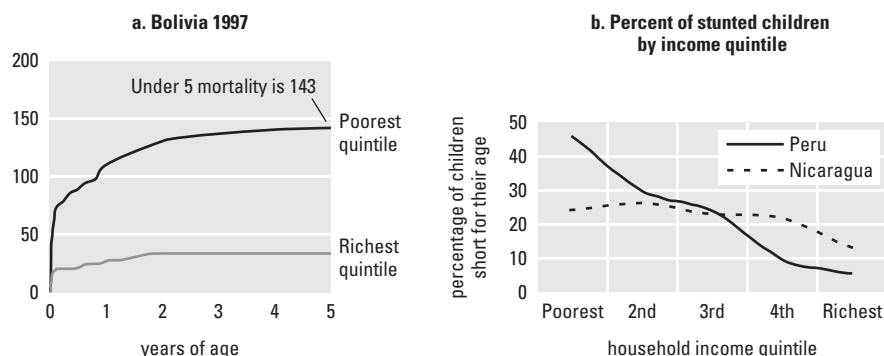 a. Bolivia 1997
200
150
100
50
0
Under 5 mortality is 143
Poorest
quintile
Richest
quintile
0 1 2 3 4 5
years of age
b. Percent of stunted children
by income quintile
percentage of children
short for their age
50
40
30
20
10
0
Peru
Nicaragua
Poorest 2nd 3rd 4th Richest
household income quintile